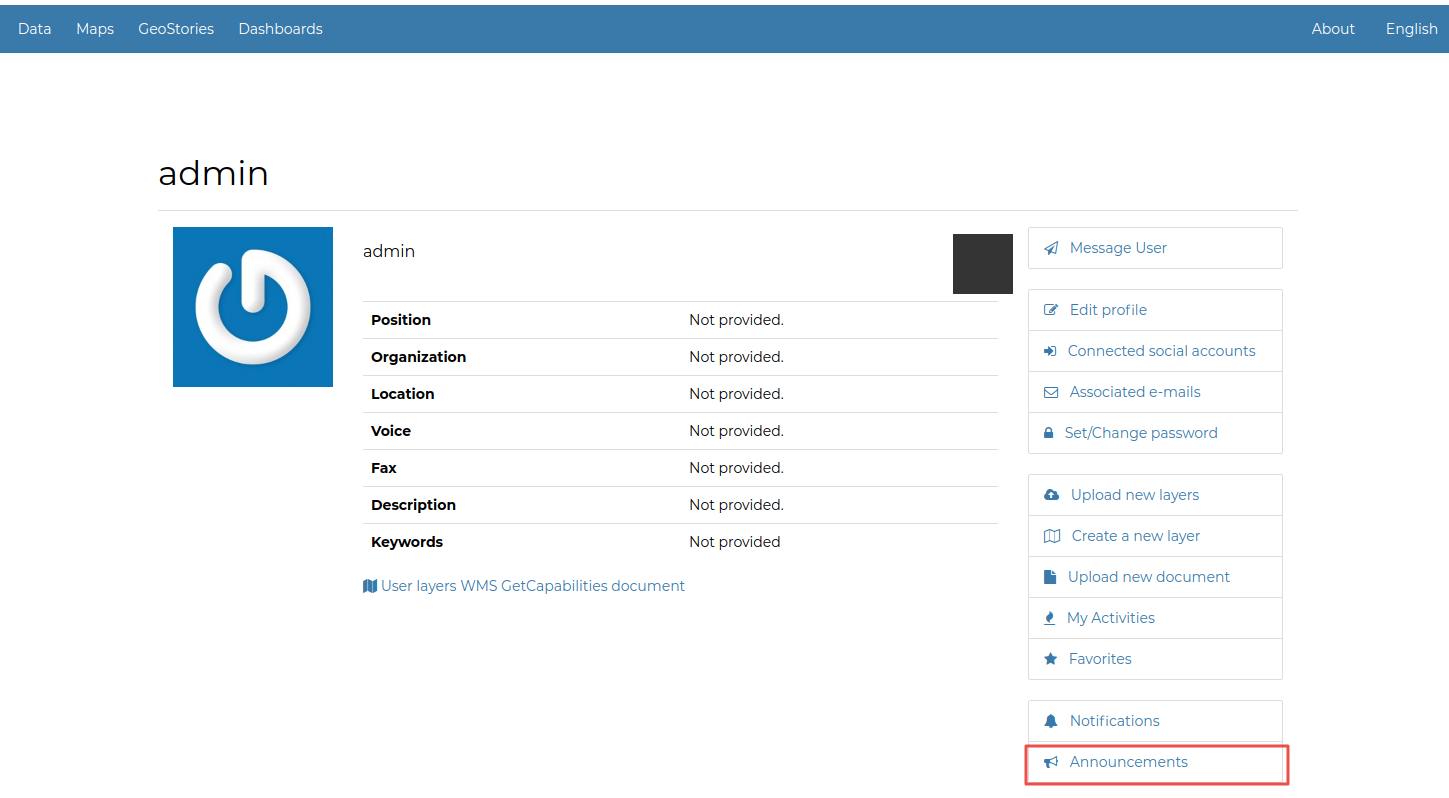 Data Maps GeoStories Dashboards About English
admin
admin
Position Not provided.
Organization Not provided.
Location Not provided.
Voice Not provided.
Fax Not provided.
Description Not provided.
Keywords Not provided
User layers WMS GetCapabilities document
Message User
Edit profile
Connected social accounts
Associated e-mails
Set/Change password
Upload new layers
Create a new layer
Upload new document
My Activities
Favorites
Notifications
Announcements